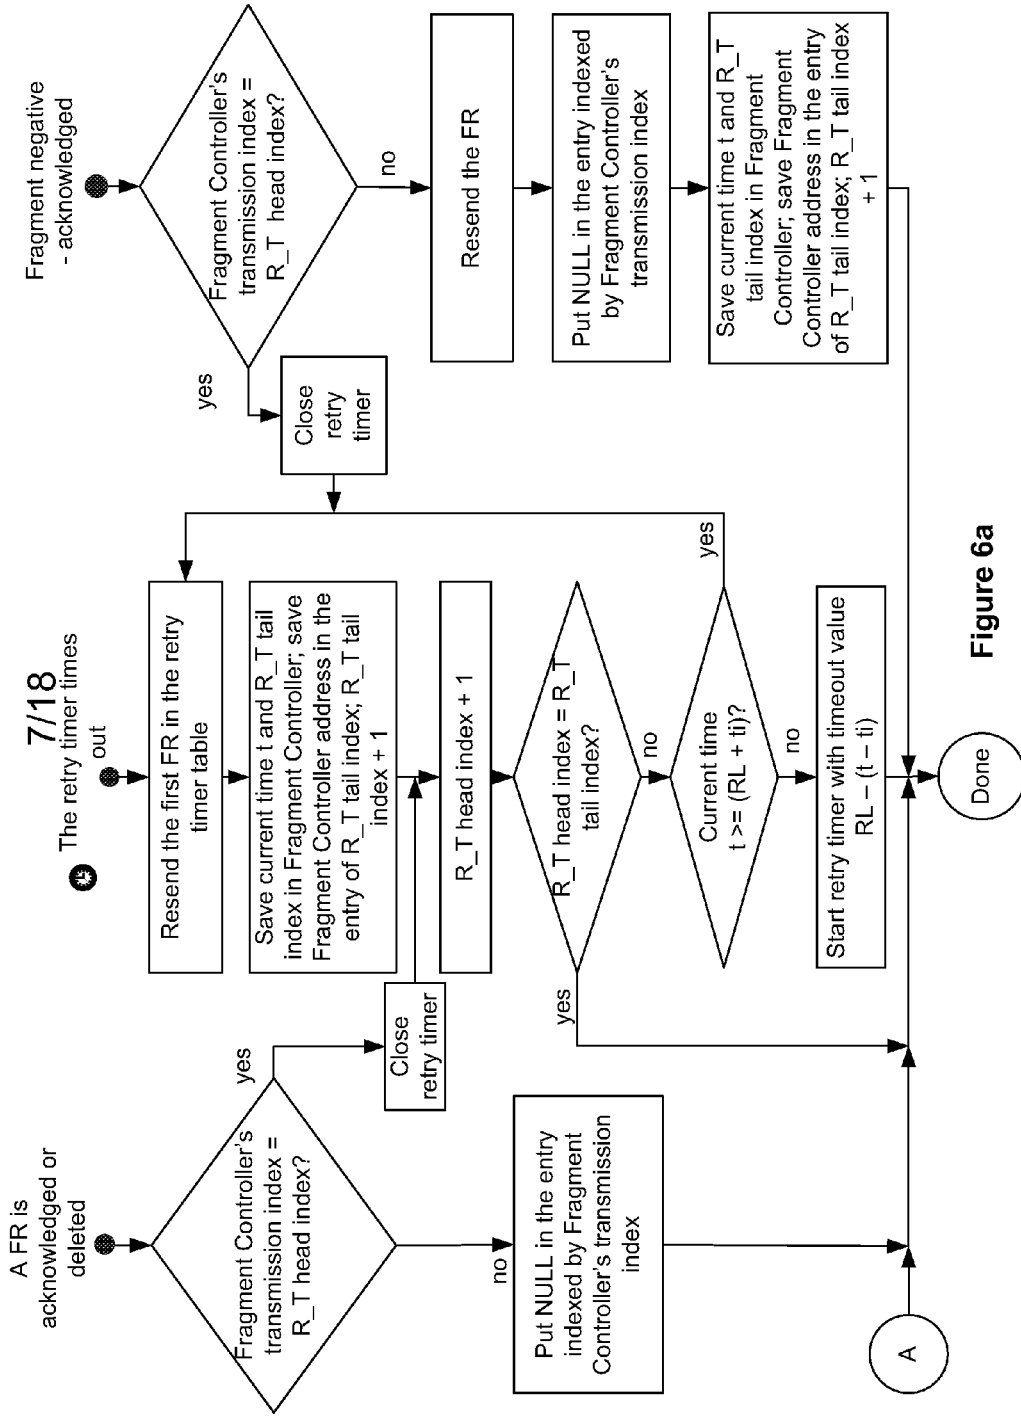 7/18
A FR is
acknowledged or
deleted
Fragment Controller's
transmission index =
R_T head index?
yes
no
Close
retry timer
Put NULL in the entry
indexed by Fragment
Controller's transmission
index
A
The retry timer times
out
Resend the first FR in the retry
timer table
Save current time t and R_T tail
index in Fragment Controller; save
Fragment Controller address in the
entry of R_T tail index; R_T tail
index + 1
R_T head index + 1
R_T head index = R_T
tail index?
yes
no
Current time
t >= (RL + ti)?
yes
no
Start retry timer with timeout value
RL – (t – ti)
Done
Fragment negative
- acknowledged
Fragment Controller's
transmission index =
R_T head index?
yes
no
Close
retry
timer
Resend the FR
Put NULL in the entry indexed
by Fragment Controller's
transmission index
Save current time t and R_T
tail index in Fragment
Controller; save Fragment
Controller address in the entry
of R_T tail index; R_T tail index
+ 1
Figure 6a